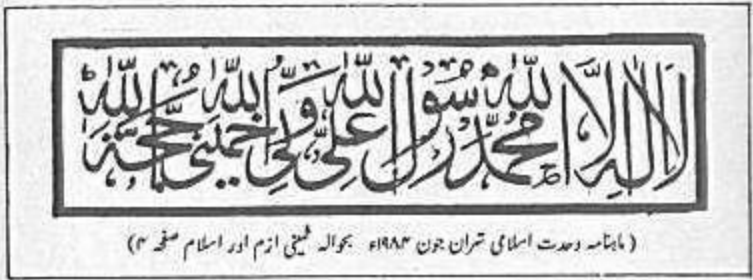 لا اله الا الله محمد رسول الله علی ولی الله خمینی حجة الله
(ماہنامہ وحدت اسلامی تہران جون ۱۹۸۴ء بحوالہ خمینی ازم اور اسلام صفحہ ۴)